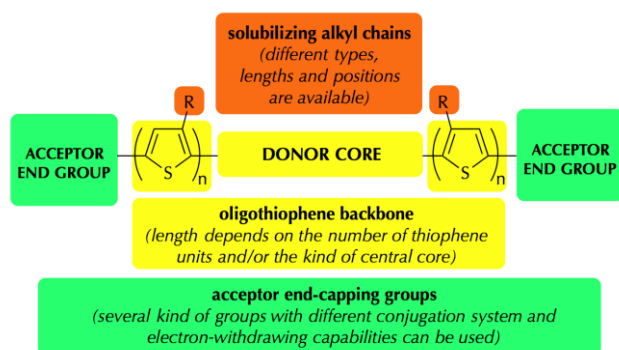 solubilizing alkyl chains
(different types,
lengths and positions
are available)
R
R
ACCEPTOR
END GROUP
S
n
DONOR CORE
S
n
ACCEPTOR
END GROUP
oligothiophene backbone
(length depends on the number of thiophene
units and/or the kind of central core)
acceptor end-capping groups
(several kind of groups with different conjugation system and
electron-withdrawing capabilities can be used)